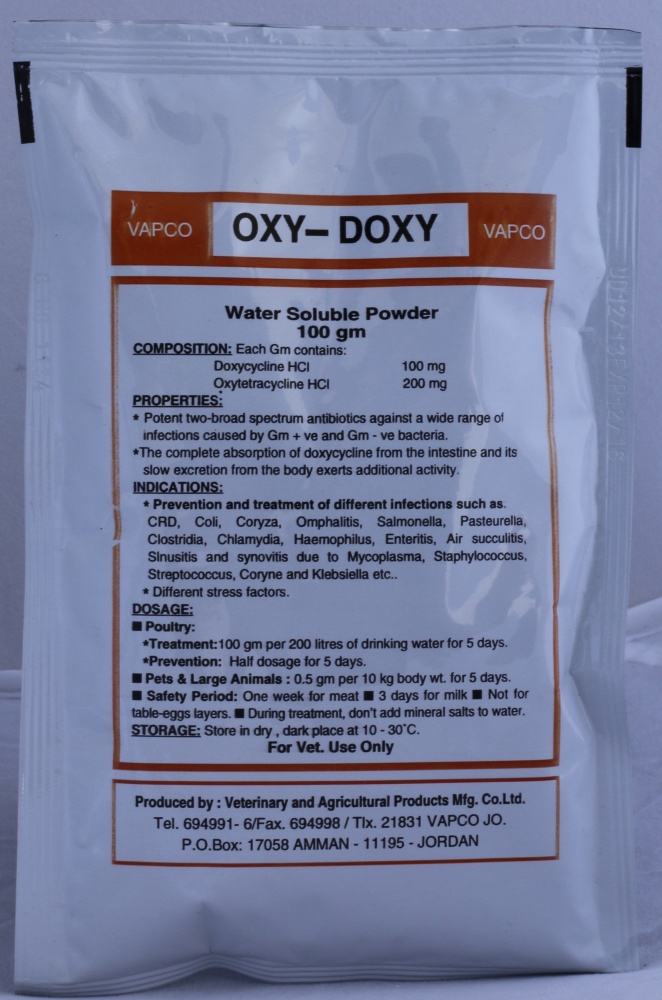 VAPCO OXY– DOXY VAPCO
Water Soluble Powder
100 gm
COMPOSITION: Each Gm contains:
Doxycycline HCl 100 mg
Oxytetracycline HCl 200 mg
PROPERTIES:
* Potent two-broad spectrum antibiotics against a wide range of
infections caused by Gm + ve and Gm - ve bacteria.
*The complete absorption of doxycycline from the intestine and its
slow excretion from the body exerts additional activity.
INDICATIONS:
* Prevention and treatment of different infections such as.
CRD, Coli, Coryza, Omphalitis, Salmonella, Pasteurella,
Clostridia, Chlamydia, Haemophilus, Enteritis, Air succulitis,
SInusitis and synovitis due to Mycoplasma, Staphylococcus,
Streptococcus, Coryne and Klebsiella etc..
* Different stress factors.
DOSAGE:
■ Poultry:
*Treatment:100 gm per 200 litres of drinking water for 5 days.
*Prevention: Half dosage for 5 days.
■ Pets & Large Animals : 0.5 gm per 10 kg body wt. for 5 days.
■ Safety Period: One week for meat ■ 3 days for milk ■ Not for
table-eggs layers. ■ During treatment, don't add mineral salts to water.
STORAGE: Store in dry , dark place at 10 - 30°C.
For Vet. Use Only
Produced by : Veterinary and Agricultural Products Mfg. Co.Ltd.
Tel. 694991- 6/Fax. 694998 / Tlx. 21831 VAPCO JO.
P.O.Box: 17058 AMMAN - 11195 - JORDAN